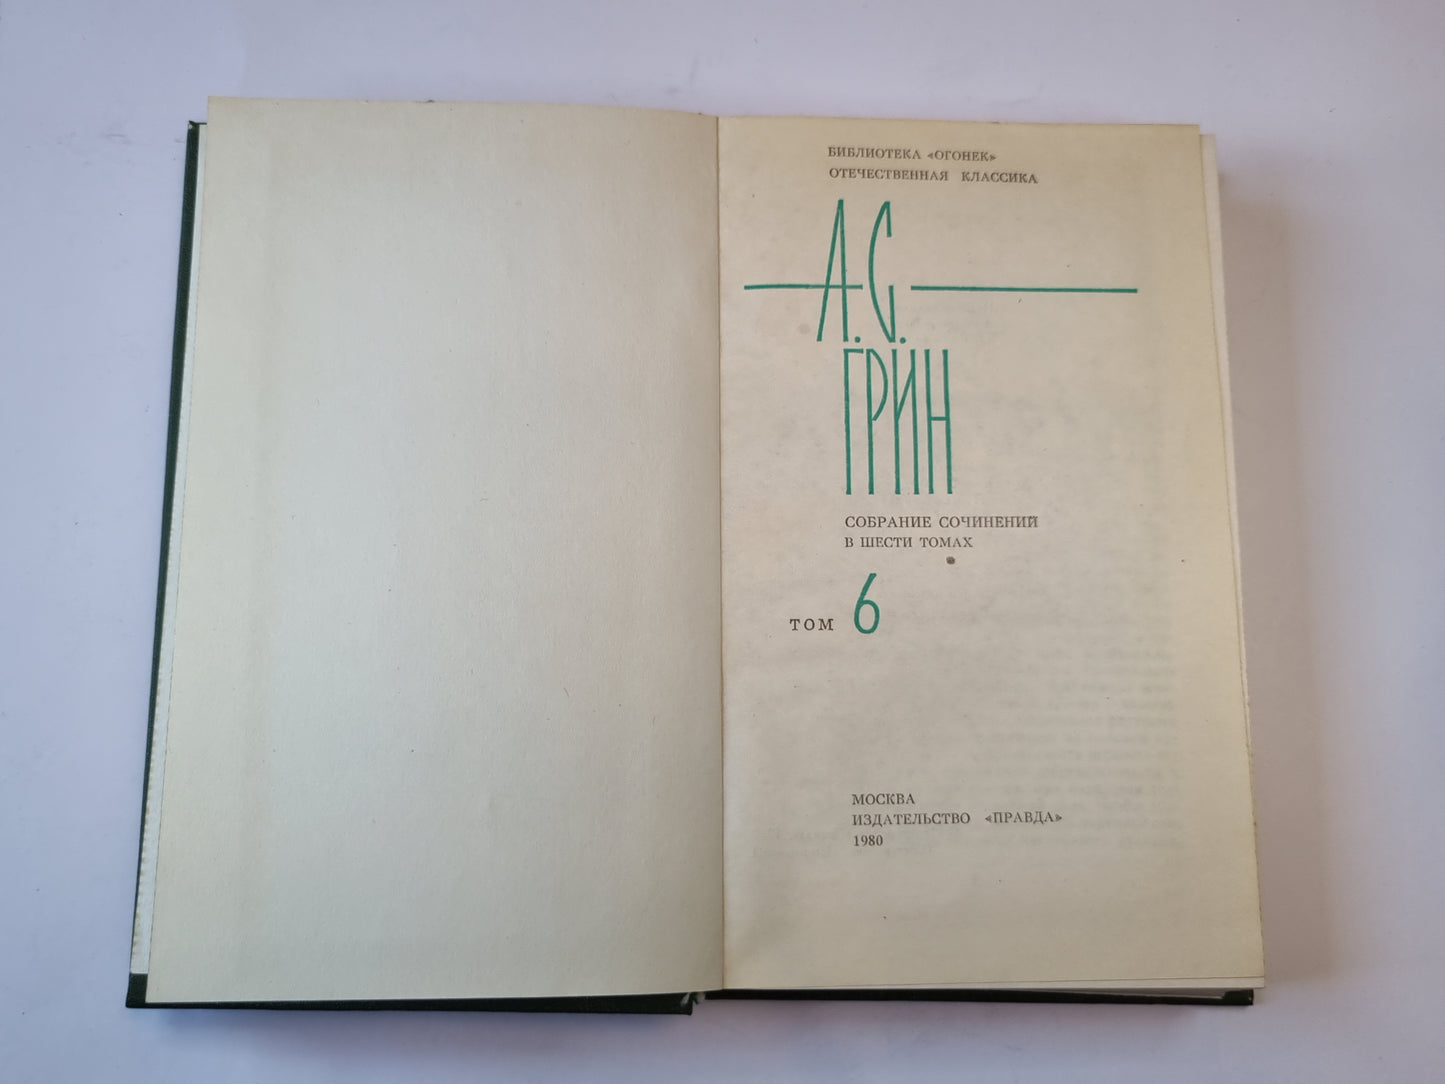 БИБЛИОТЕКА «ОГОНЕК»
ОТЕЧЕСТВЕННАЯ КЛАССИКА
А. С.
ГРИН
СОБРАНИЕ СОЧИНЕНИЙ
В ШЕСТИ ТОМАХ
ТОМ 6
МОСКВА
ИЗДАТЕЛЬСТВО «ПРАВДА»
1980